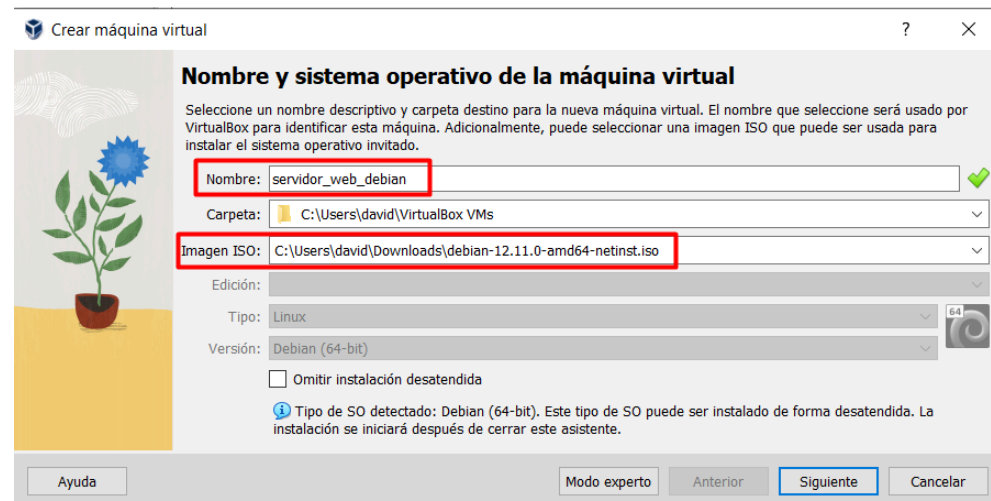 Crear máquina virtual
?
Nombre y sistema operativo de la máquina virtual
Seleccione un nombre descriptivo y carpeta destino para la nueva máquina virtual. El nombre que seleccione será usado por
VirtualBox para identificar esta máquina. Adicionalmente, puede seleccionar una imagen ISO que puede ser usada para
instalar el sistema operativo invitado.
Nombre: servidor_web_debian
Carpeta: C:\Users\david\VirtualBox VMs
Imagen ISO: C:\Users\david\Downloads\debian-12.11.0-amd64-netinst.iso
Edición:
Tipo: Linux
64
Versión: Debian (64-bit)
Omitir instalación desatendida
Tipo de SO detectado: Debian (64-bit). Este tipo de SO puede ser instalado de forma desatendida. La
instalación se iniciará después de cerrar este asistente.
Ayuda Modo experto Anterior Siguiente Cancelar